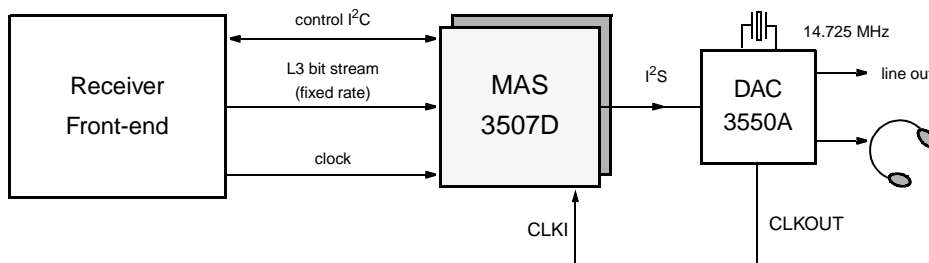 control I²C
14.725 MHz
Receiver
Front-end
L3 bit stream
(fixed rate)
MAS
3507D
I²S
DAC
3550A
line out
clock
CLKI
CLKOUT